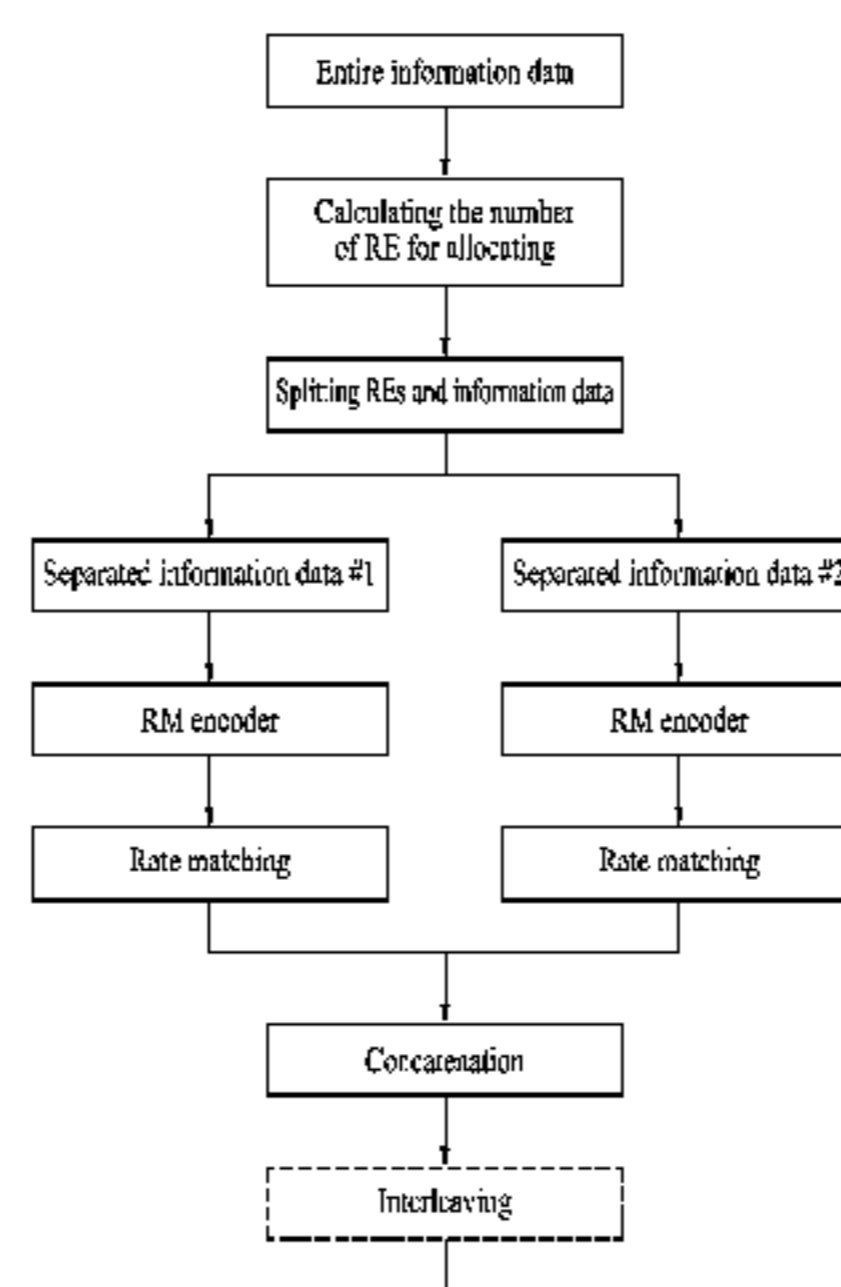 Entire information data
Calculating the number
of RE for allocating
Splitting REs and information data
Separated information data #1
Separated information data #2
RM encoder
RM encoder
Rate matching
Rate matching
Concatenation
Interleaving